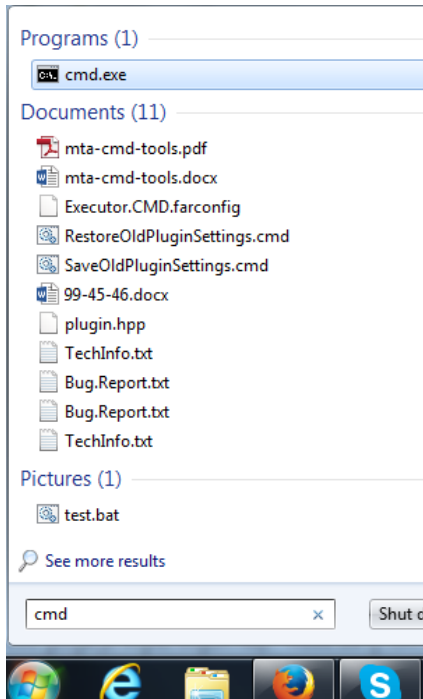 Programs (1)
C:\.
cmd.exe
Documents (11)
mta-cmd-tools.pdf
mta-cmd-tools.docx
Executor.CMD.farconfig
RestoreOldPluginSettings.cmd
SaveOldPluginSettings.cmd
99-45-46.docx
plugin.hpp
TechInfo.txt
Bug.Report.txt
Bug.Report.txt
TechInfo.txt
Pictures (1)
test.bat
See more results
cmd
Shut